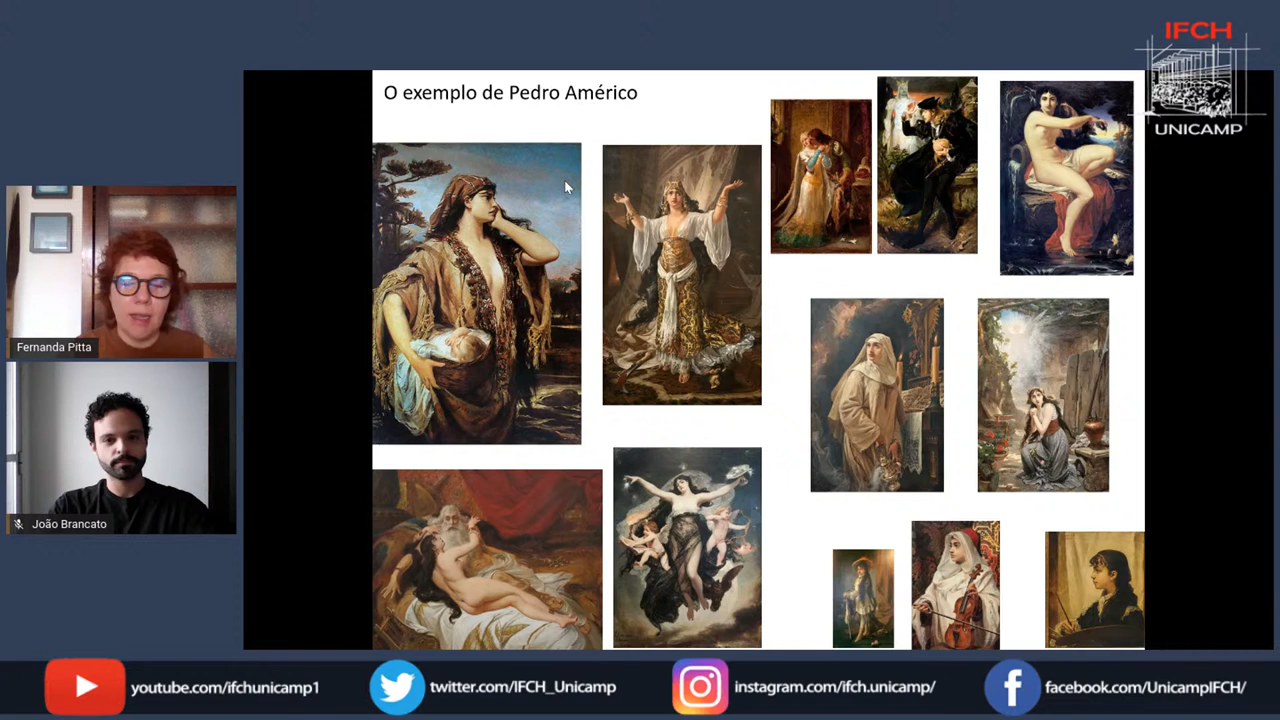 IFCH
UNICAMP
O exemplo de Pedro Américo
Fernanda Pitta
João Brancato
youtube.com/ifchunicamp1
twitter.com/IFCH_Unicamp
instagram.com/ifch.unicamp/
facebook.com/UnicampIFCH/